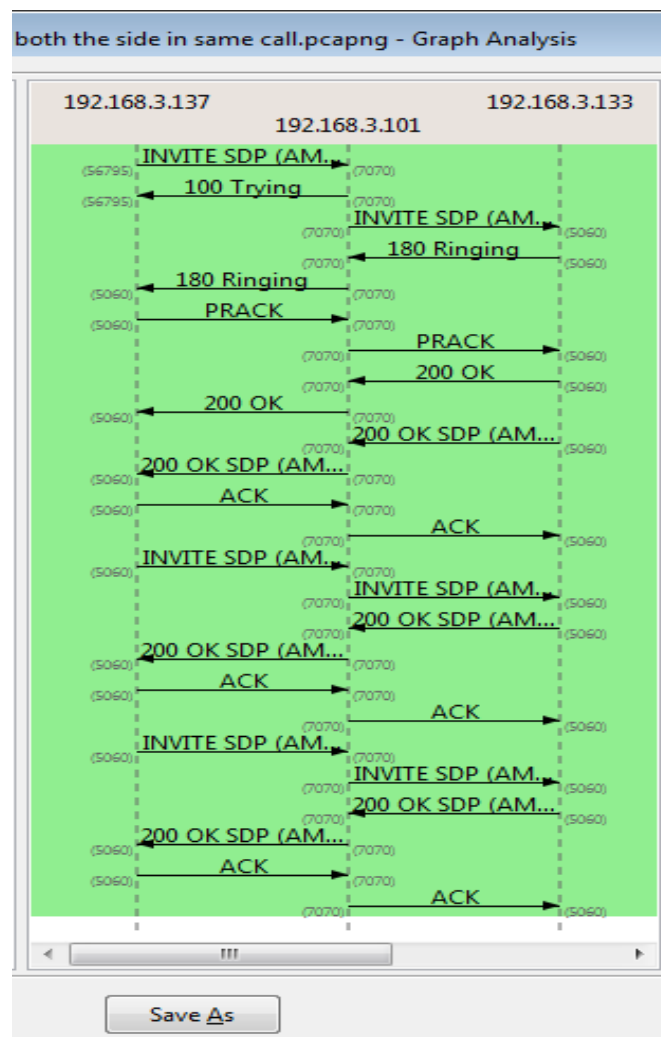 both the side in same call.pcapng - Graph Analysis
192.168.3.137
192.168.3.133
192.168.3.101
INVITE SDP (AM...
(56795)
(7070)
100 Trying
(56795)
(7070)
INVITE SDP (AM...
(7070)
(5060)
180 Ringing
(7070)
(5060)
180 Ringing
(5060)
(7070)
PRACK
(5060)
(7070)
PRACK
(7070)
(5060)
200 OK
(7070)
(5060)
200 OK
(5060)
(7070)
200 OK SDP (AM...
(7070)
(5060)
200 OK SDP (AM...
(5060)
(7070)
ACK
(5060)
(7070)
ACK
(7070)
(5060)
INVITE SDP (AM...
(5060)
(7070)
INVITE SDP (AM...
(7070)
(5060)
200 OK SDP (AM...
(7070)
(5060)
200 OK SDP (AM...
(5060)
(7070)
ACK
(5060)
(7070)
ACK
(7070)
(5060)
INVITE SDP (AM...
(5060)
(7070)
INVITE SDP (AM...
(7070)
(5060)
200 OK SDP (AM...
(7070)
(5060)
200 OK SDP (AM...
(5060)
(7070)
ACK
(5060)
(7070)
ACK
(7070)
(5060)
Save As